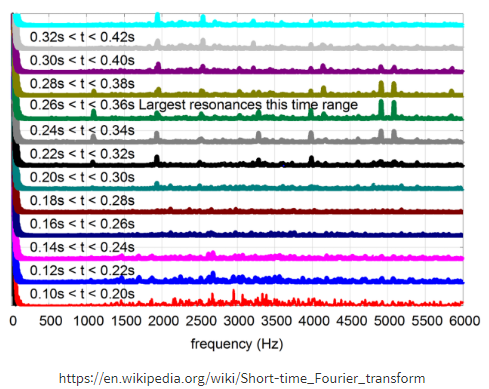 0.32s < t < 0.42s
0.30s < t < 0.40s
0.28s < t < 0.38s
0.26s < t < 0.36s Largest resonances this time range
0.24s < t < 0.34s
0.22s < t < 0.32s
0.20s < t < 0.30s
0.18s < t < 0.28s
0.16s < t < 0.26s
0.14s < t < 0.24s
0.12s < t < 0.22s
0.10s < t < 0.20s
0 500 1000 1500 2000 2500 3000 3500 4000 4500 5000 5500 6000
frequency (Hz)
https://en.wikipedia.org/wiki/Short-time_Fourier_transform